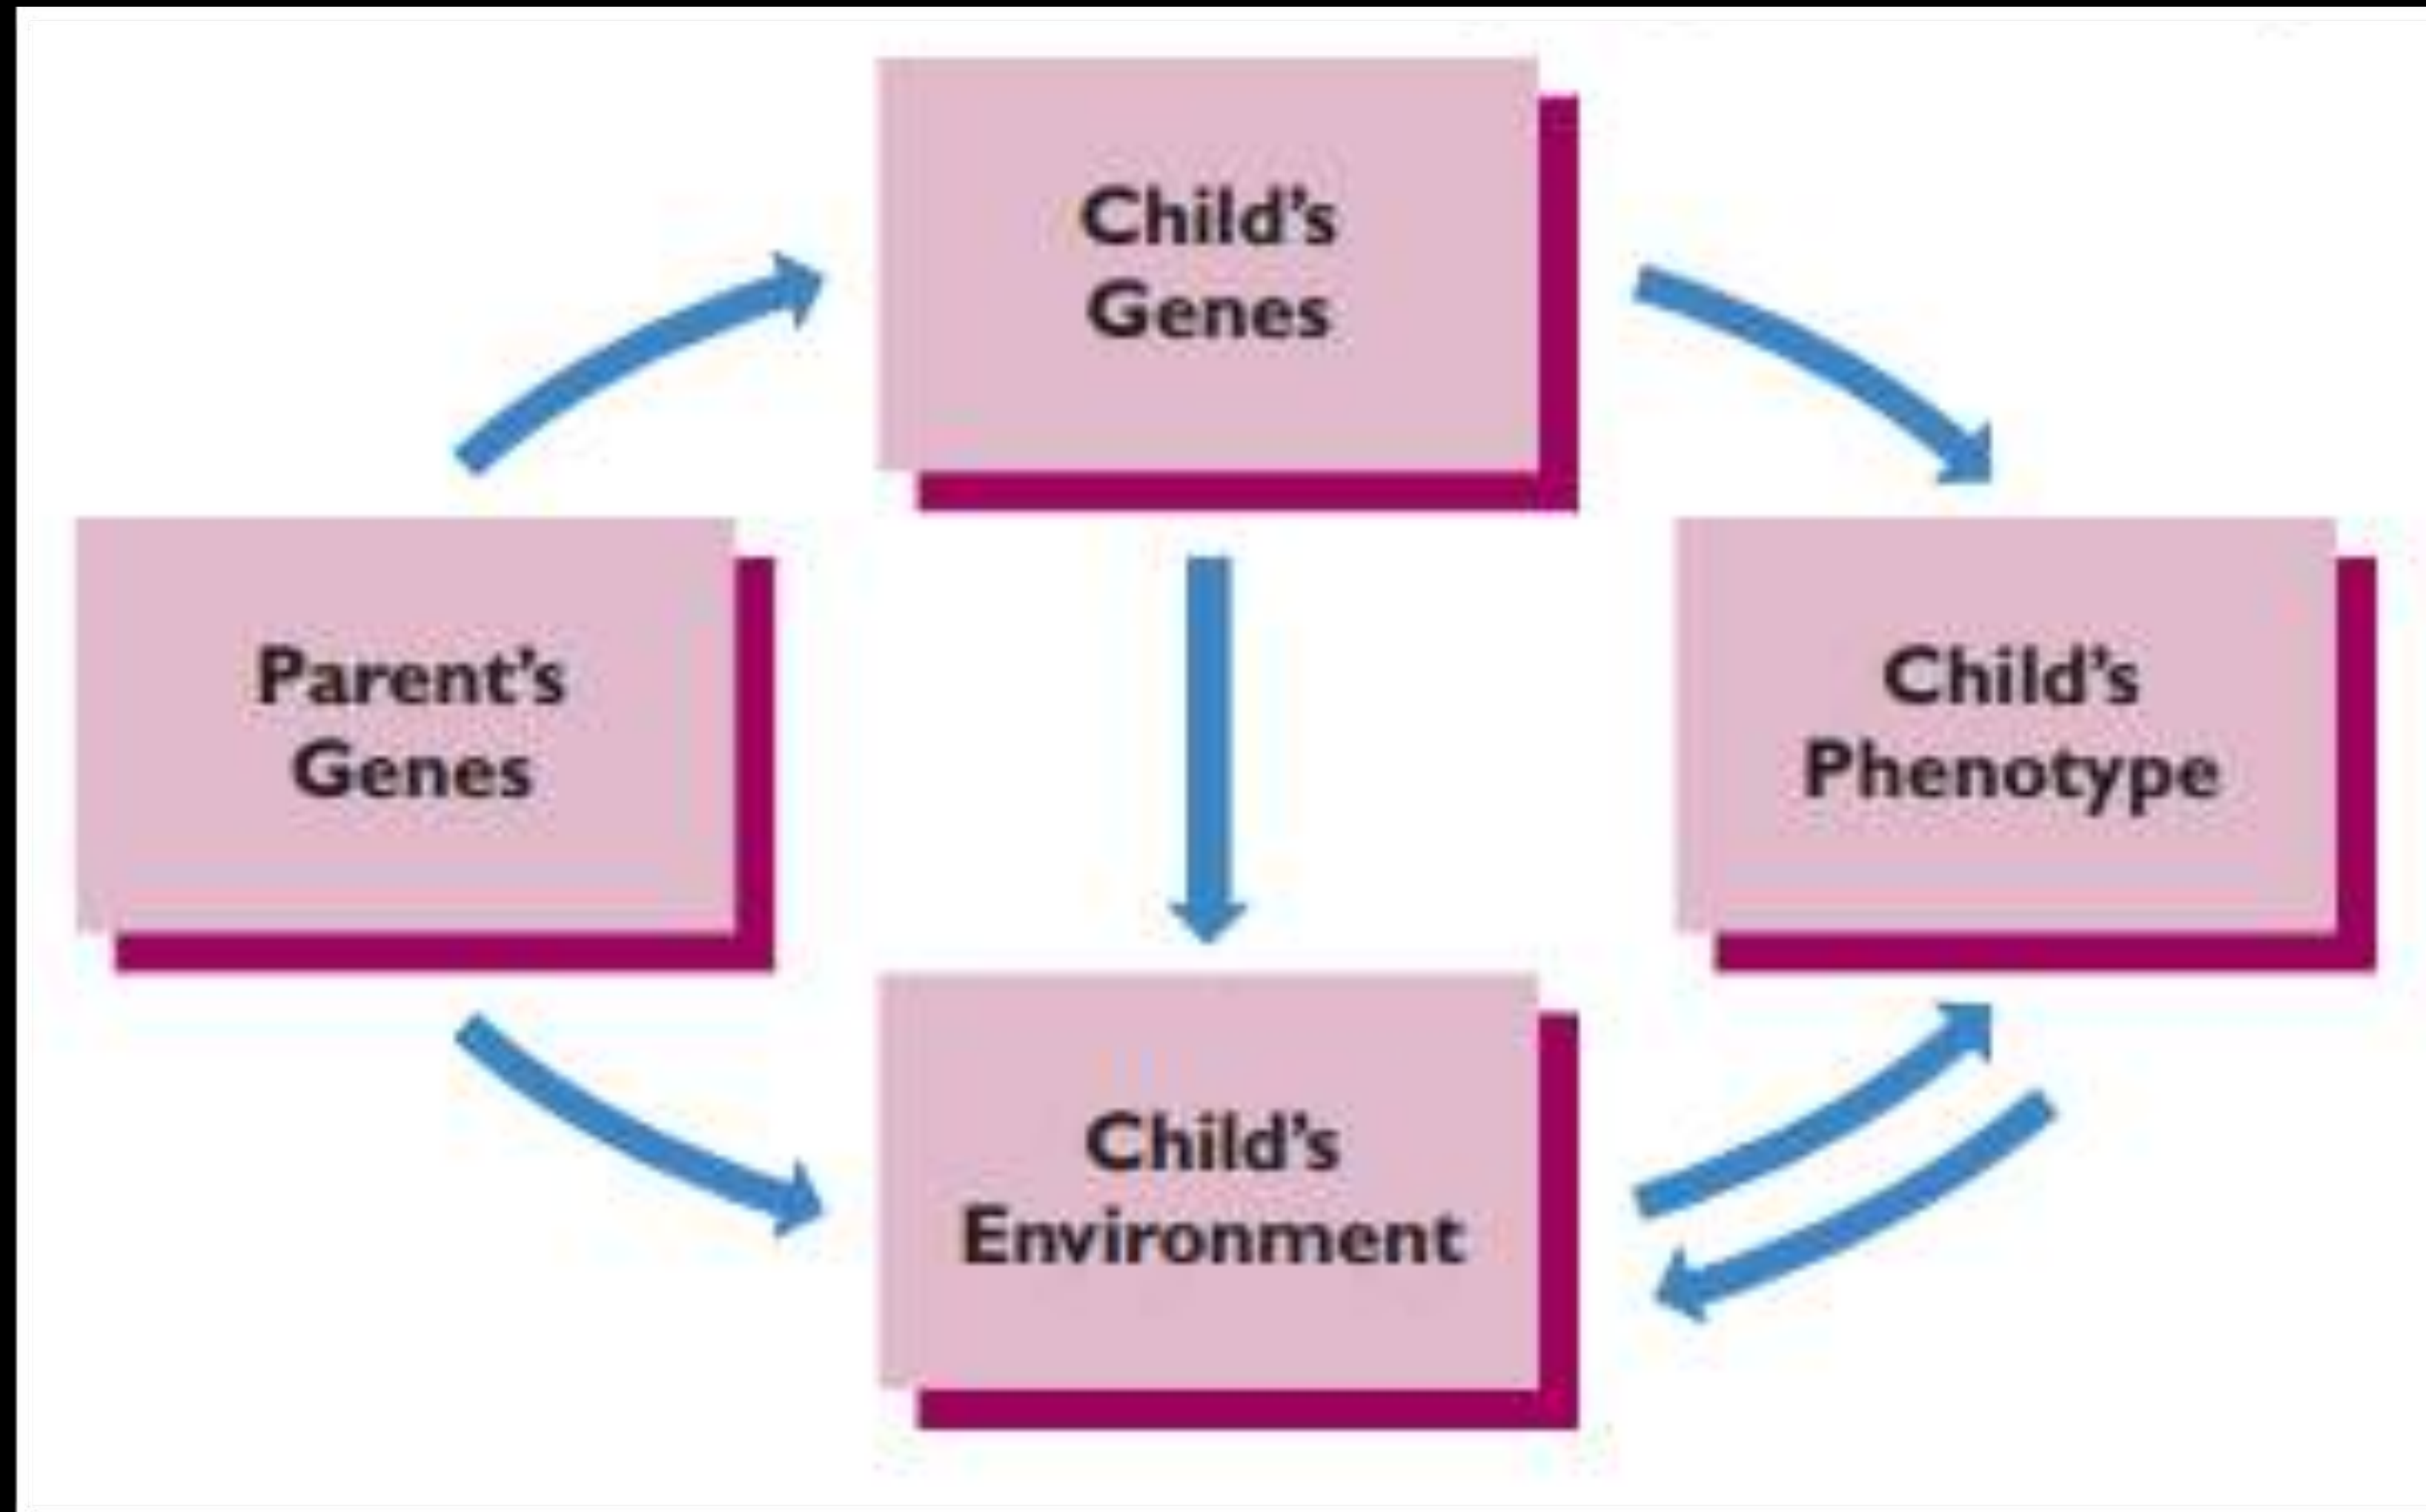 Child’s
Genes
Parent’s
Genes
Child’s
Phenotype
Child’s
Environment